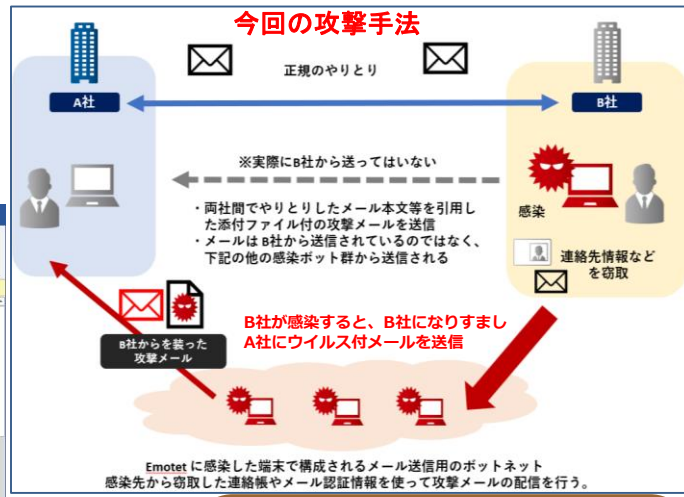 今回の攻撃手法
正規のやりとり
A社
B社
※実際にB社から送ってはいない
・両社間でやりとりしたメール本文等を引用し
た添付ファイル付の攻撃メールを送信
・メールは B社から送信されているのではなく、
下記の他の感染ボット群から送信される
感染
連絡先情報など
を窃取
B社からを装った
攻撃メール
B社が感染すると、B社になりすまし
A社にウイルス付メールを送信
Emotet に感染した端末で構成されるメール送信用のボットネット
感染先から窃取した連絡帳やメール認証情報を使って攻撃メールの配信を行う。